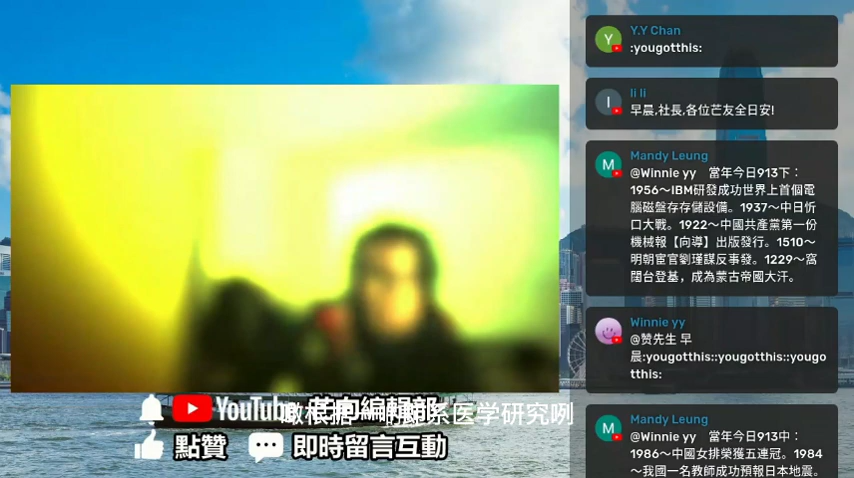 Y.Y Chan
:yougotthis:
li li
早晨,社長,各位芒友全日安!
Mandy Leung
@Winnie yy 當年今日913下：
1956～IBM研發成功世界上首個電
腦磁盤存存儲設備。1937～中日忻
口大戰。1922～中國共產黨第一份
機械報【向導】出版發行。1510～
明朝宦官劉瑾謀反事發。1229～窩
闊台登基，成為蒙古帝國大汗。
Winnie yy
@赞先生 早
晨:yougotthis::yougotthis::yougo
tthis:
Mandy Leung
@Winnie yy 當年今日913中：
1986～中國女排榮獲五連冠。1984
～我國一名教師成功預報日本地震。
YouTube
系医学研究咧
點贊 即時留言互動